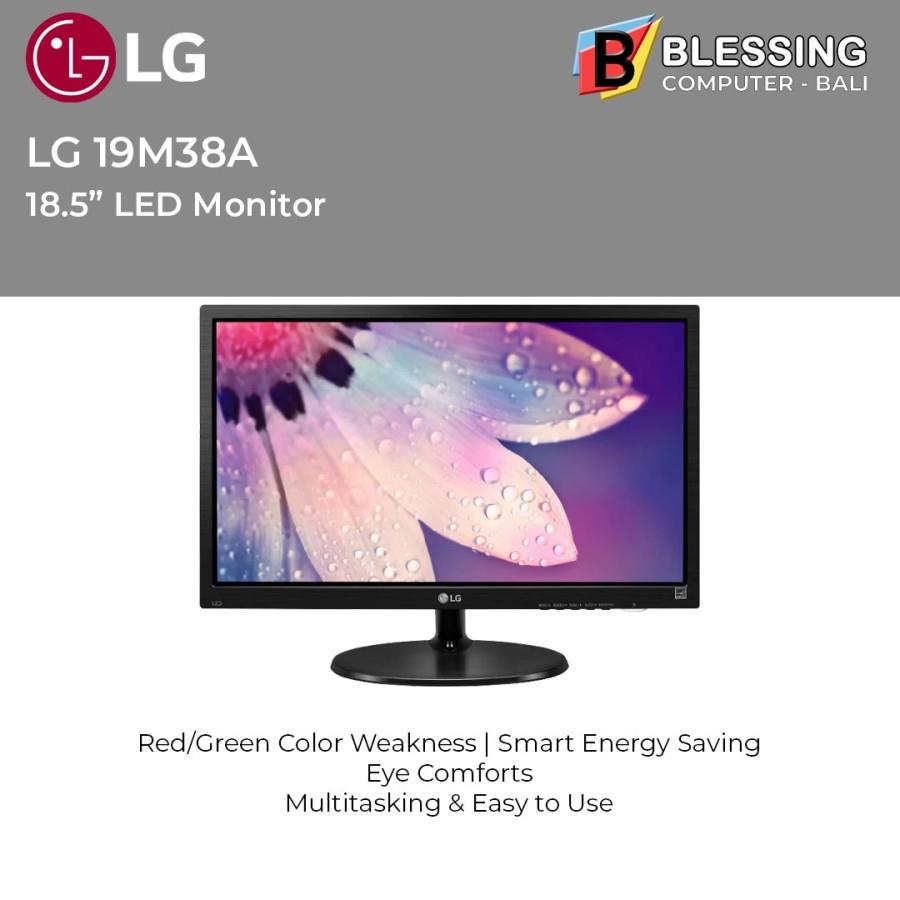 LG
B BLESSING
COMPUTER - BALI
LG 19M38A
18.5” LED Monitor
LG
Red/Green Color Weakness | Smart Energy Saving
Eye Comforts
Multitasking & Easy to Use